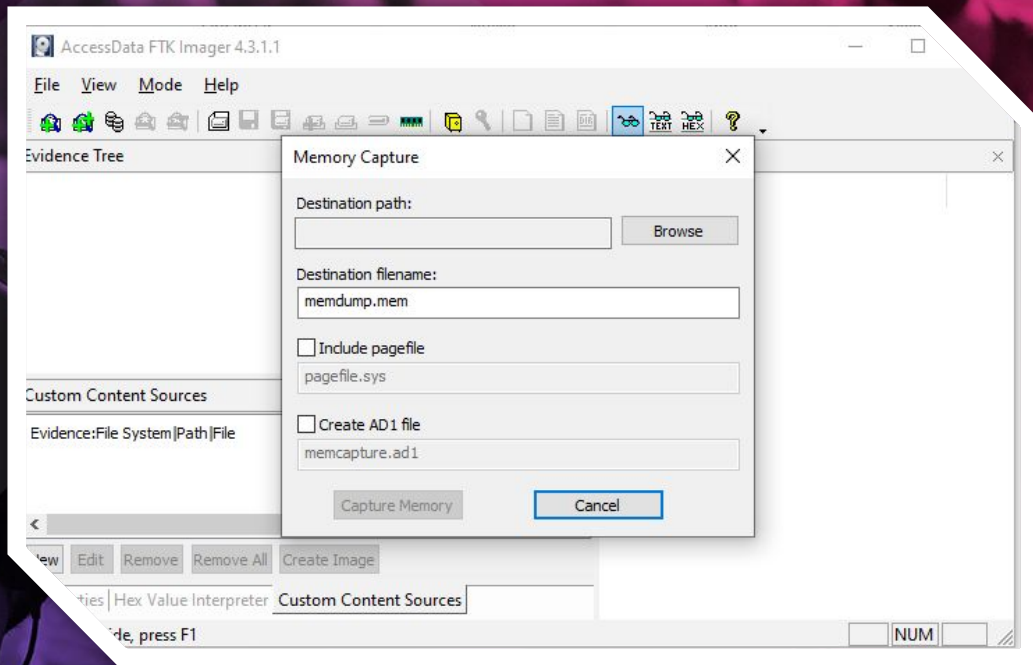 AccessData FTK Imager 4.3.1.1
File View Mode Help
TEXT HEX
Evidence Tree
Memory Capture
Destination path:
Browse
Destination filename:
memdump.mem
Include pagefile
pagefile.sys
Create AD1 file
memcapture.ad1
Capture Memory Cancel
Custom Content Sources
Evidence:File System|Path|File
Edit Remove Remove All Create Image
Hex Value Interpreter Custom Content Sources
press F1
NUM